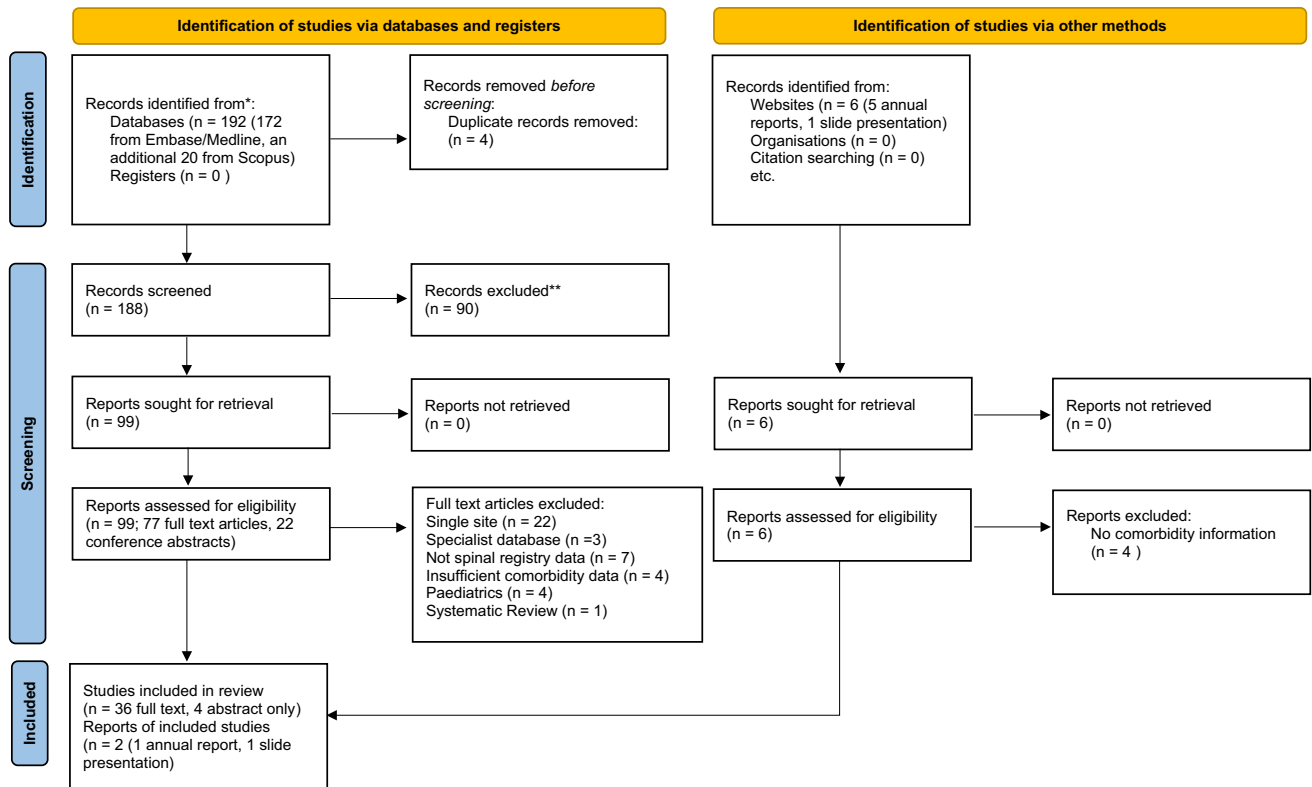 Identification of studies via databases and registers
Identification of studies via other methods
Identification
Records identified from*:
Databases (n = 192 (172
from Embase/Medline, an
additional 20 from Scopus)
Registers (n = 0 )
Records removed before
screening:
Duplicate records removed:
(n = 4)
Records identified from:
Websites (n = 6 (5 annual
reports, 1 slide presentation)
Organisations (n = 0)
Citation searching (n = 0)
etc.
Screening
Records screened
(n = 188)
Records excluded**
(n = 90)
Reports sought for retrieval
(n = 99)
Reports not retrieved
(n = 0)
Reports sought for retrieval
(n = 6)
Reports not retrieved
(n = 0)
Reports assessed for eligibility
(n = 99; 77 full text articles, 22
conference abstracts)
Full text articles excluded:
Single site (n = 22)
Specialist database (n =3)
Not spinal registry data (n = 7)
Insufficient comorbidity data (n = 4)
Paediatrics (n = 4)
Systematic Review (n = 1)
Reports assessed for eligibility
(n = 6)
Reports excluded:
No comorbidity information
(n = 4 )
Included
Studies included in review
(n = 36 full text, 4 abstract only)
Reports of included studies
(n = 2 (1 annual report, 1 slide
presentation)